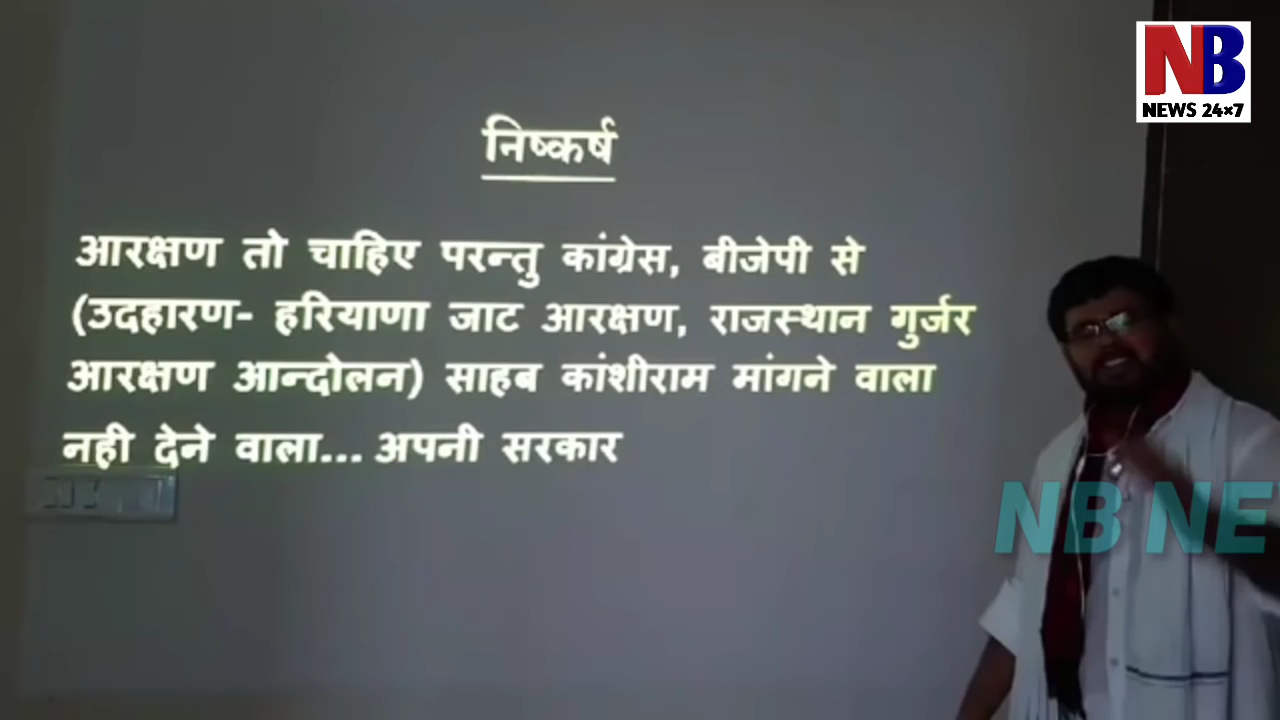 NB
NEWS 24×7
निष्कर्ष
आरक्षण तो चाहिए परन्तु कांग्रेस, बीजेपी से
(उदहारण- हरियाणा जाट आरक्षण, राजस्थान गुर्जर
आरक्षण आन्दोलन) साहब कांशीराम मांगने वाला
नही देने वाला... अपनी सरकार
NB NE